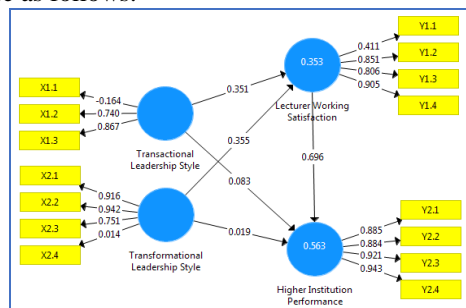 e as follows.
Y1.1
0.411
Y1.2
0.353
0.851
X1.1
0.806
Y1.3
-0.164
0.351
0.905
X1.2
0.740
Lecturer Working
Satisfaction
Y1.4
0.867
X1.3
0.355
Transactional
Leadership Style
0.696
X2.1
0.083
0.916
Y2.1
X2.2
0.942
0.885
0.751
0.019
0.884
Y2.2
X2.3
0.014
0.563
0.921
Y2.3
X2.4
Transformational
Leadership Style
0.943
Higher Institution
Performance
Y2.4